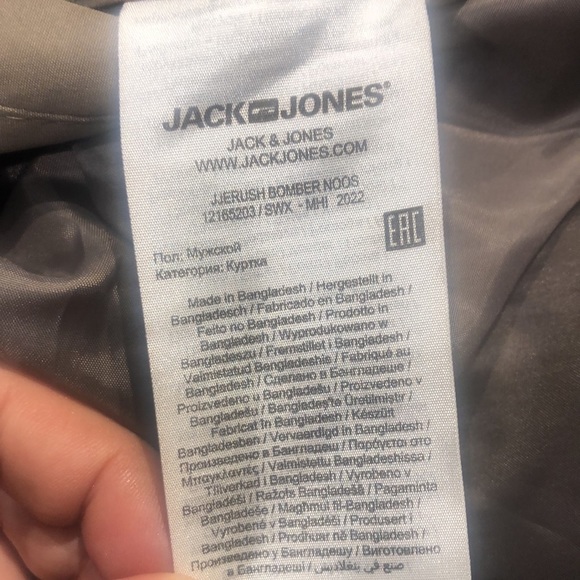 JACK JONES®
JACK & JONES
WWW.JACKJONES.COM
JJERUSH BOMBER NOOS
12165203 / SWX - MHI 2022
EAC
Пол: Мужской
Категория: Куртка
Made in Bangladesh / Hergestellt in
Bangladesch / Fabricado en Bangladesh /
Feito no Bangladesh / Prodotto in
Bangladesh / Wyprodukowano w
Bangladeszu / Fremstillet i Bangladesh /
Valmistatud Bangladeshis / Fabriqué au
Bangladesh / Сделано в Бангладеше /
Proizvedeno u Bangladešu / Proizvedeno v
Bangladešu / Bangladeş'te Üretilmiştir /
Fabricat în Bangladesh / Készült
Bangladesban / Vervaardigd in Bangladesh /
Произведено в Бангладеш / Παράγεται στο
Μπαγκλαντές / Valmistettu Bangladeshissa /
Tillverkad i Bangladesh / Vyrobeno v
Bangladéši / Ražots Bangladešā / Pagaminta
Bangladeše / Magħmul fil-Bangladesh /
Vyrobené v Bangladéši / Produsert i
Bangladesh / Prodhuar në Bangladesh /
Произведено у Бангладешу / Виготовлено
в Бангладеш / صنع في بنغلاديش